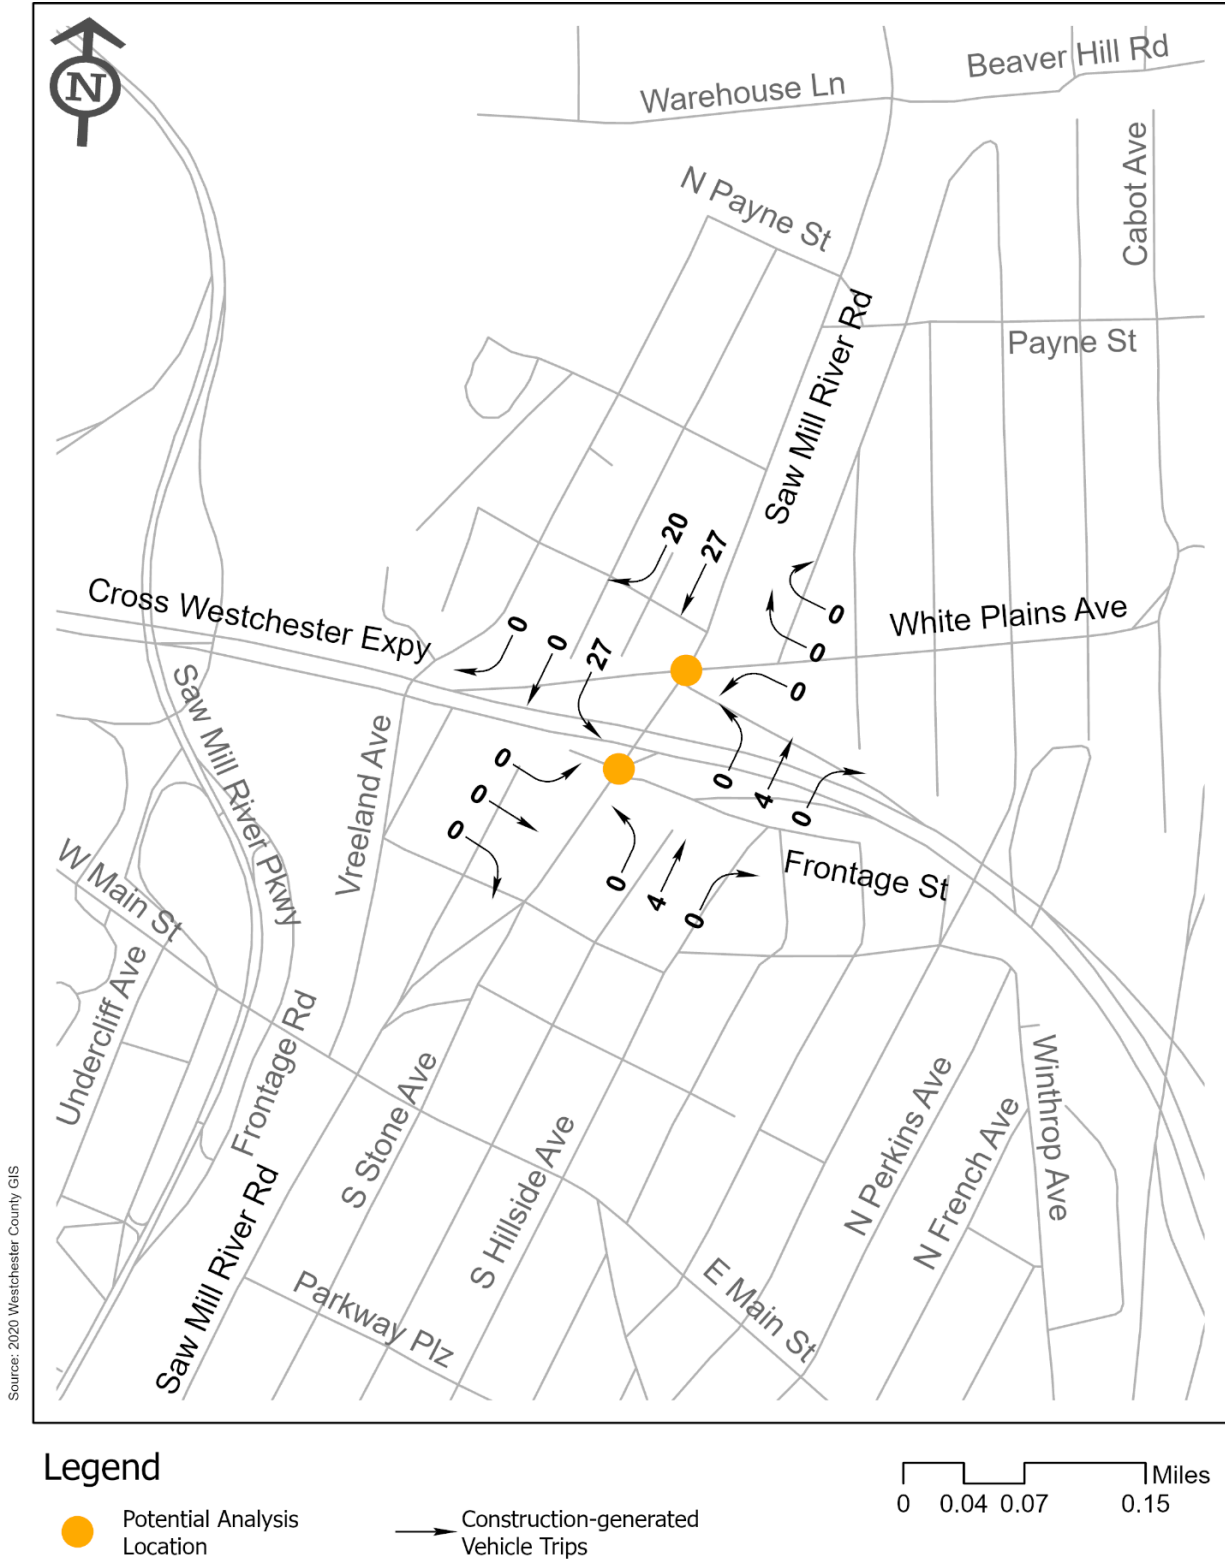 N
Beaver Hill Rd
Warehouse Ln
Cabot Ave
N Payne St
Saw Mill River Rd
Payne St
20
27
Cross Westchester Expy
0
0
27
0
0
0
White Plains Ave
Saw Mill River Pkwy
Vreeland Ave
0
0
0
0
4
0
0
4
0
Frontage St
W Main St
Undercliff Ave
Frontage Rd
S Stone Ave
S Hillside Ave
N Perkins Ave
N French Ave
Winthrop Ave
Saw Mill River Rd
Parkway Plz
E Main St
Source: 2020 Westchester County GIS
Legend
Potential Analysis
Location
Construction-generated
Vehicle Trips
Miles
0 0.04 0.07 0.15